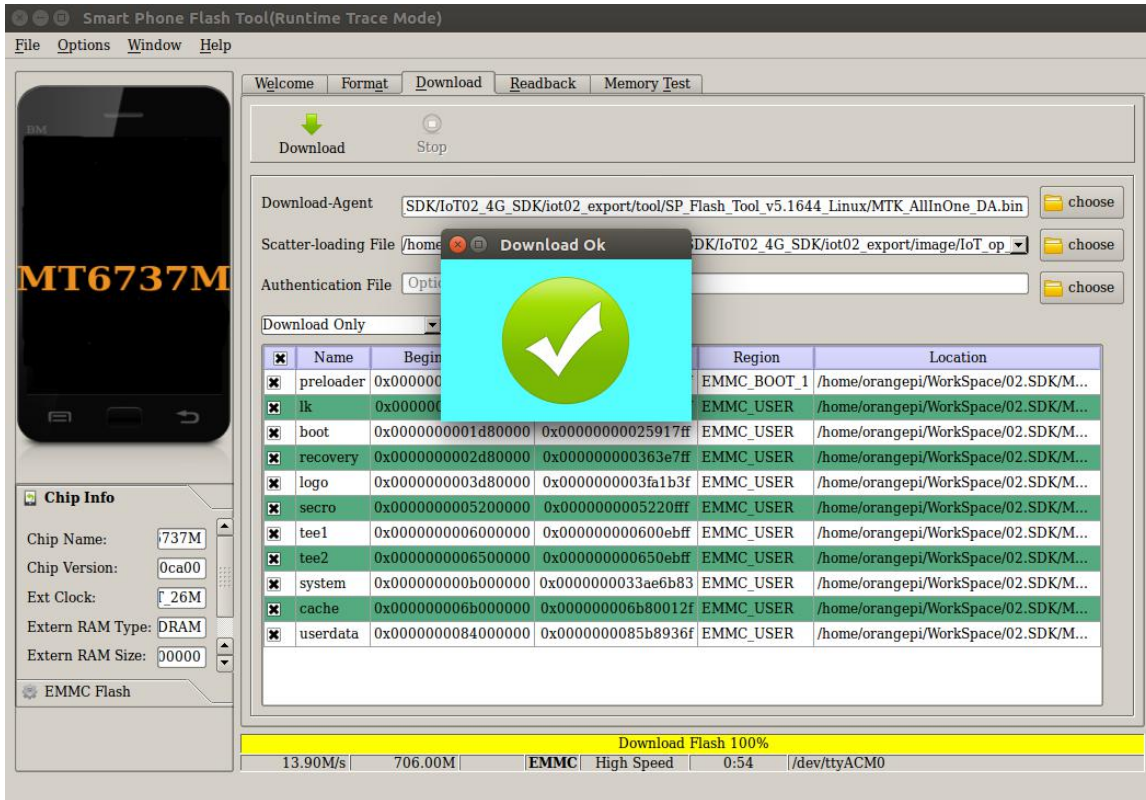 Smart Phone Flash Tool(Runtime Trace Mode)
File Options Window Help
Welcome Format Download Readback Memory Test
BM
MT6737M
Download Stop
Download-Agent SDK/IoT02_4G_SDK/iot02_export/tool/SP_Flash_Tool_v5.1644_Linux/MTK_AllInOne_DA.bin choose
Scatter-loading File /home DK/IoT02_4G_SDK/iot02_export/image/IoT_op_ choose
Authentication File Optio choose
Download Ok
Download Only
Name Begin Region Location
preloader 0x000000 EMMC_BOOT_1 /home/orangepi/WorkSpace/02.SDK/M...
lk 0x00000 EMMC_USER /home/orangepi/WorkSpace/02.SDK/M...
boot 0x0000000001d80000 0x00000000025917ff EMMC_USER /home/orangepi/WorkSpace/02.SDK/M...
recovery 0x0000000002d80000 0x000000000363e7ff EMMC_USER /home/orangepi/WorkSpace/02.SDK/M...
logo 0x0000000003d80000 0x0000000003fa1b3f EMMC_USER /home/orangepi/WorkSpace/02.SDK/M...
secro 0x0000000005200000 0x0000000005220fff EMMC_USER /home/orangepi/WorkSpace/02.SDK/M...
tee1 0x0000000006000000 0x000000000600ebff EMMC_USER /home/orangepi/WorkSpace/02.SDK/M...
tee2 0x0000000006500000 0x000000000650ebff EMMC_USER /home/orangepi/WorkSpace/02.SDK/M...
system 0x000000000b000000 0x0000000033ae6b83 EMMC_USER /home/orangepi/WorkSpace/02.SDK/M...
cache 0x000000006b000000 0x000000006b80012f EMMC_USER /home/orangepi/WorkSpace/02.SDK/M...
userdata 0x0000000084000000 0x0000000085b8936f EMMC_USER /home/orangepi/WorkSpace/02.SDK/M...
Chip Info
Chip Name: 6737M
Chip Version: 0ca00
Ext Clock: T_26M
Extern RAM Type: DRAM
Extern RAM Size: 00000
EMMC Flash
Download Flash 100%
13.90M/s 706.00M EMMC High Speed 0:54 /dev/ttyACM0